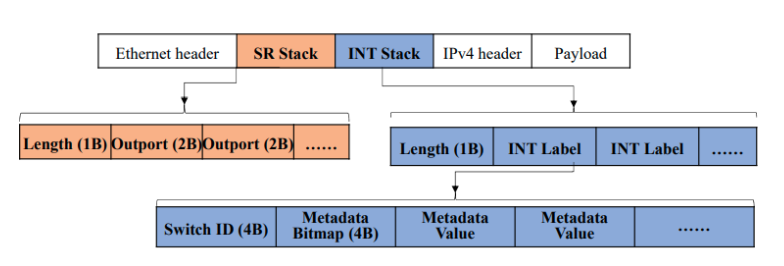 Ethernet header SR Stack INT Stack IPv4 header Payload
Length (1B) Outport (2B) Outport (2B) ......
Length (1B) INT Label INT Label ......
Switch ID (4B) Metadata Bitmap (4B) Metadata Value Metadata Value ......